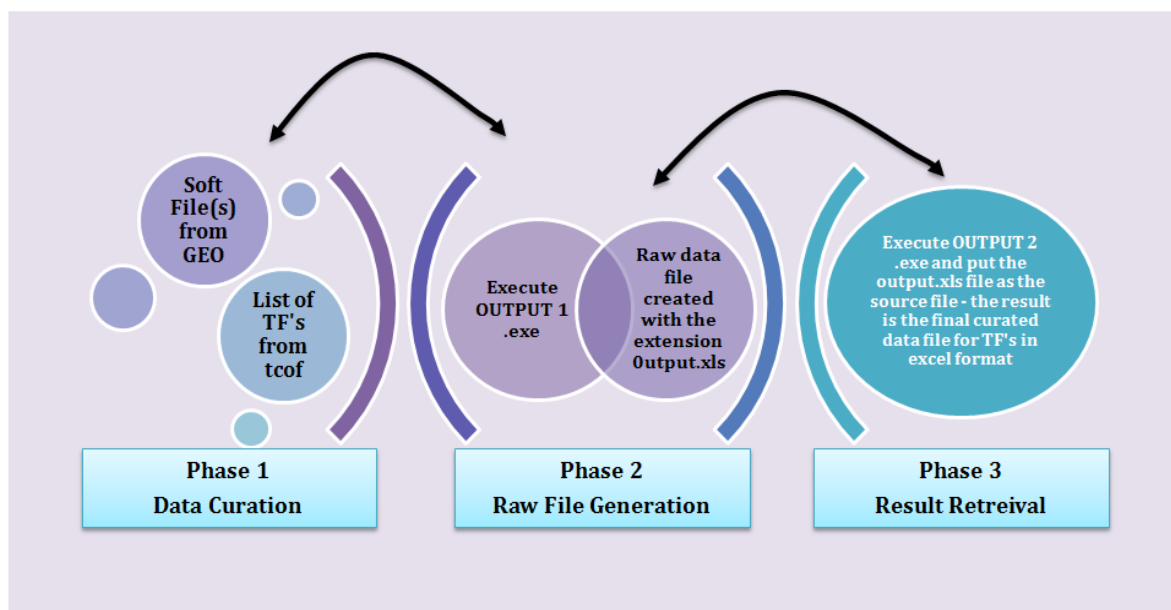 Soft
File(s)
from
GEO
List of
TF's
from
tcof
Execute
OUTPUT 1
.exe
Raw data
file
created
with the
extension
0utput.xls
Execute OUTPUT 2
.exe and put the
output.xls file as the
source file - the result
is the final curated
data file for TF's in
excel format
Phase 1
Data Curation
Phase 2
Raw File Generation
Phase 3
Result Retreival